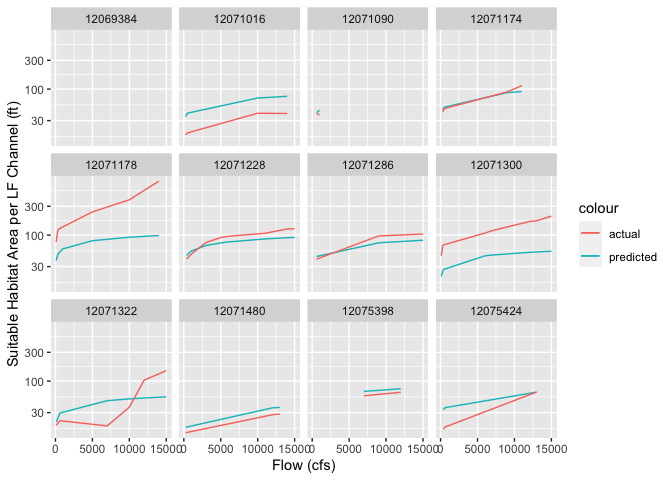 12069384 12071016 12071090 12071174
300
100
30
12071178 12071228 12071286 12071300
300
100
30
12071322 12071480 12075398 12075424
300
100
30
0 5000 10000 15000 0 5000 10000 15000 0 5000 10000 15000 0 5000 10000 15000
Flow (cfs)
Suitable Habitat Area per LF Channel (ft)
colour
actual
predicted